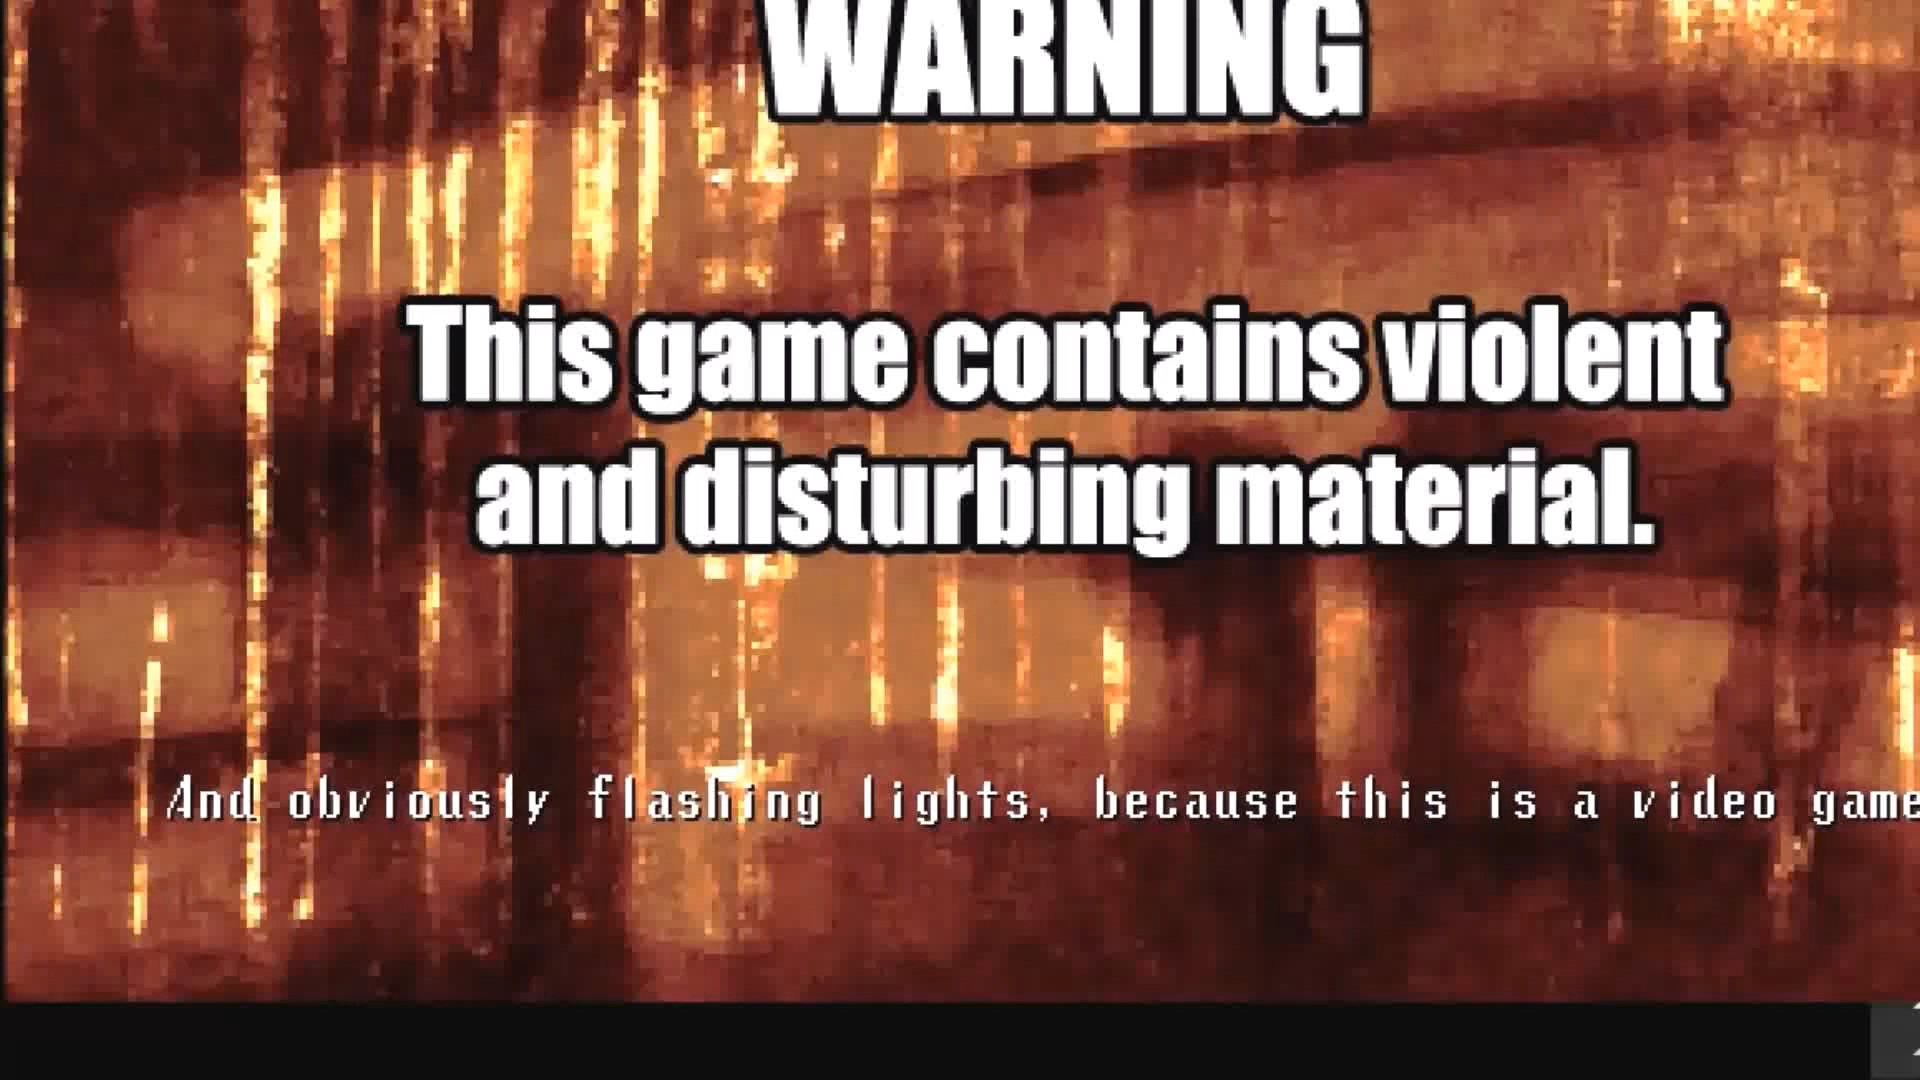 WARNING
This game contains violent
and disturbing material.
And obviously flashing lights, because this is a video game